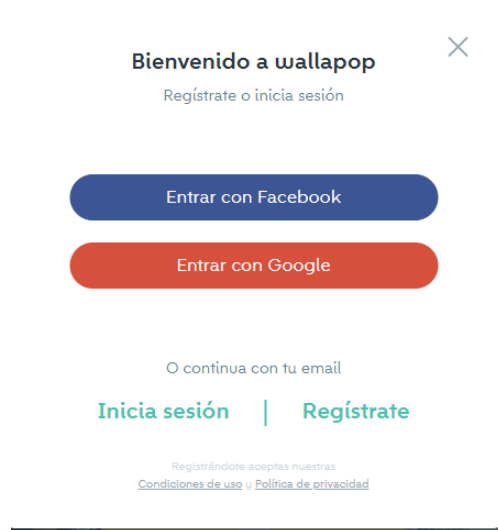 Bienvenido a wallapop
Regístrate o inicia sesión
Entrar con Facebook
Entrar con Google
O continua con tu email
Inicia sesión | Regístrate
Registrándote aceptas nuestras
Condiciones de uso y Política de privacidad